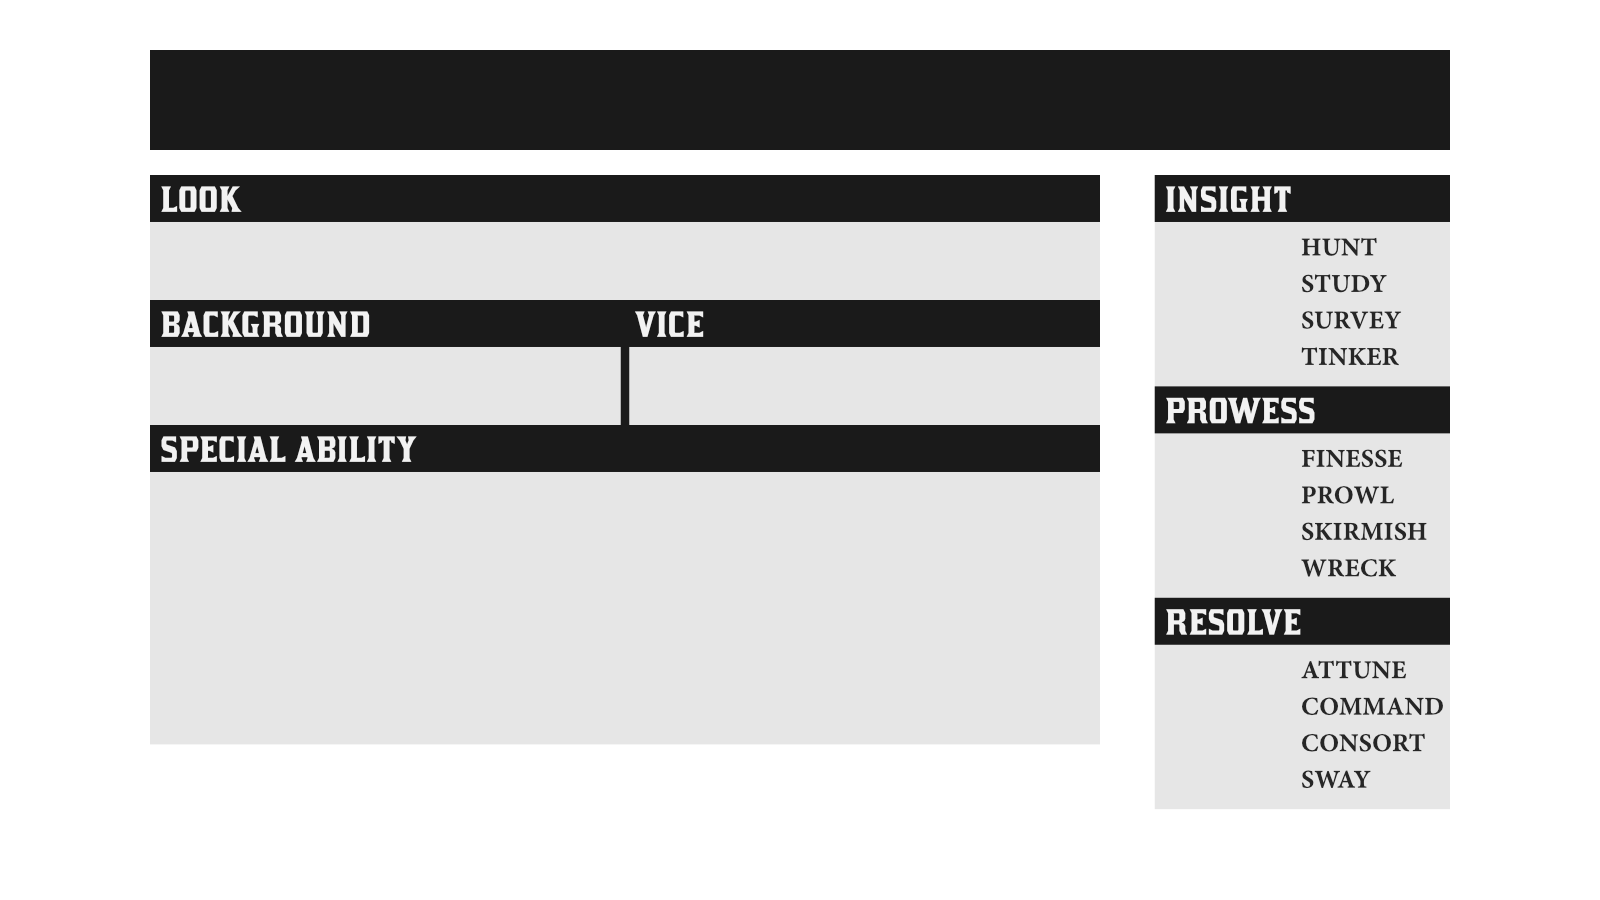 LOOK
BACKGROUND VICE
SPECIAL ABILITY
INSIGHT
HUNT
STUDY
SURVEY
TINKER
PROWESS
FINESSE
PROWL
SKIRMISH
WRECK
RESOLVE
ATTUNE
COMMAND
CONSORT
SWAY